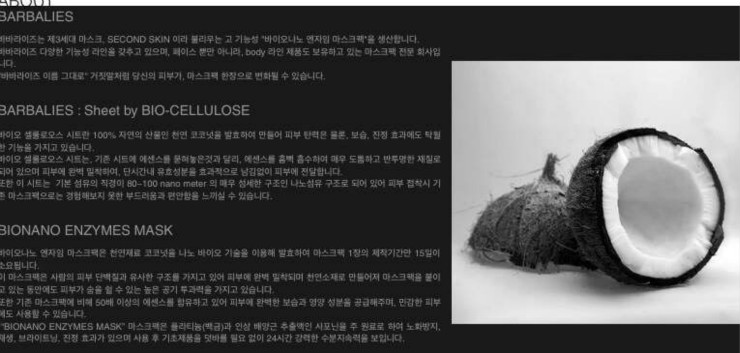 ABOUT
BARBALIES
바바라이즈는 제3세대 마스크, SECOND SKIN 이라 불리우는 고 기능성 "바이오나노 엔자임 마스크팩"을 생산합니다.
바바라이즈 다양한 기능성 라인을 갖추고 있으며, 페이스 뿐만 아니라, body 라인 제품도 보유하고 있는 마스크팩 전문 회사입
니다.
"바바라이즈 이름 그대로" 거짓말처럼 당신의 피부가, 마스크팩 한장으로 변화될 수 있습니다.
BARBALIES : Sheet by BIO-CELLULOSE
바이오 셀룰로오스 시트란 100% 자연의 산물인 천연 코코넛을 발효하여 만들어 피부 탄력은 물론, 보습, 진정 효과에도 탁월
한 기능을 가지고 있습니다.
바이오 셀룰로오스 시트는, 기존 시트에 에센스를 묻혀놓은것과 달리, 에센스를 흠뻑 흡수하여 매우 도톰하고 반투명한 재질로
되어 있으며 피부에 완벽 밀착하여, 단시간내 유효성분을 효과적으로 남김없이 피부에 전달합니다.
또한 이 시트는 기본 섬유의 직경이 80-100 nano meter 의 매우 섬세한 구조인 나노섬유 구조로 되어 있어 피부 접착시 기
존 마스크팩으로는 경험해보지 못한 부드러움과 편안함을 느끼실 수 있습니다.
BIONANO ENZYMES MASK
바이오나노 엔자임 마스크팩은 천연재료 코코넛을 나노 바이오 기술을 이용해 발효하여 마스크팩 1장의 제작기간만 15일이
소요됩니다.
이 마스크팩은 사람의 피부 단백질과 유사한 구조를 가지고 있어 피부에 완벽 밀착되며 천연소재로 만들어져 마스크팩을 붙이
고 있는 동안에도 피부가 숨을 쉴 수 있는 높은 공기 투과력을 가지고 있습니다.
또한 기존 마스크팩에 비해 50배 이상의 에센스를 함유하고 있어 피부에 완벽한 보습과 영양 성분을 공급해주며, 민감한 피부
에도 사용할 수 있습니다.
"BIONANO ENZYMES MASK" 마스크팩은 플라티늄(백금)과 인삼 배양근 추출액인 사포닌을 주 원료로 하여 노화방지,
재생, 브라이트닝, 진정 효과가 있으며 사용 후 기초제품을 덧바를 필요 없이 24시간 강력한 수분지속력을 보입니다.